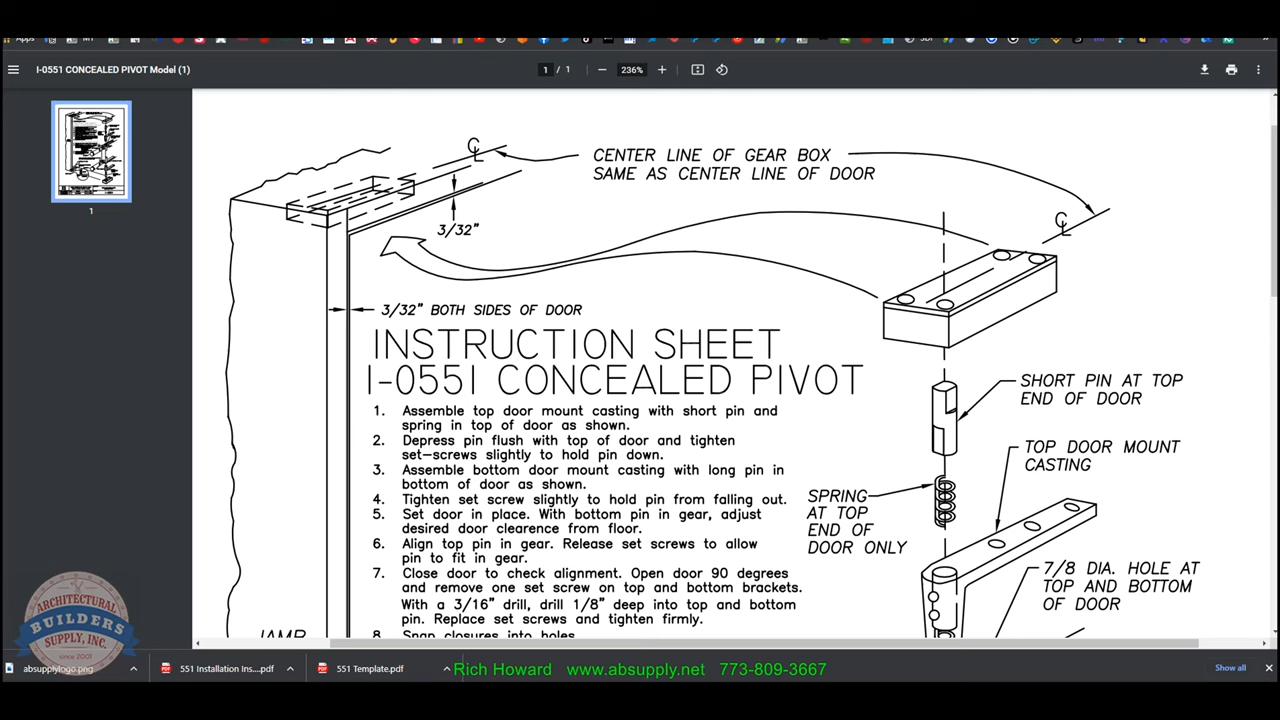 Apps
I-0551 CONCEALED PIVOT Model (1)
1 / 1
236%
1
CENTER LINE OF GEAR BOX
SAME AS CENTER LINE OF DOOR
3/32"
3/32" BOTH SIDES OF DOOR
INSTRUCTION SHEET
I-0551 CONCEALED PIVOT
1. Assemble top door mount casting with short pin and
spring in top of door as shown.
2. Depress pin flush with top of door and tighten
set-screws slightly to hold pin down.
3. Assemble bottom door mount casting with long pin in
bottom of door as shown.
4. Tighten set screw slightly to hold pin from falling out.
5. Set door in place. With bottom pin in gear, adjust
desired door clearence from floor.
6. Align top pin in gear. Release set screws to allow
pin to fit in gear.
7. Close door to check alignment. Open door 90 degrees
and remove one set screw on top and bottom brackets.
With a 3/16" drill, drill 1/8" deep into top and bottom
pin. Replace set screws and tighten firmly.
8. Snap closures into holes.
SHORT PIN AT TOP
END OF DOOR
TOP DOOR MOUNT
CASTING
SPRING
AT TOP
END OF
DOOR ONLY
7/8 DIA. HOLE AT
TOP AND BOTTOM
OF DOOR
JAMB
ARCHITECTURAL
BUILDERS
SUPPLY, INC.
since 2001
absupplylogo.png
551 Installation Ins....pdf
551 Template.pdf
Rich Howard www.absupply.net 773-809-3667
Show all